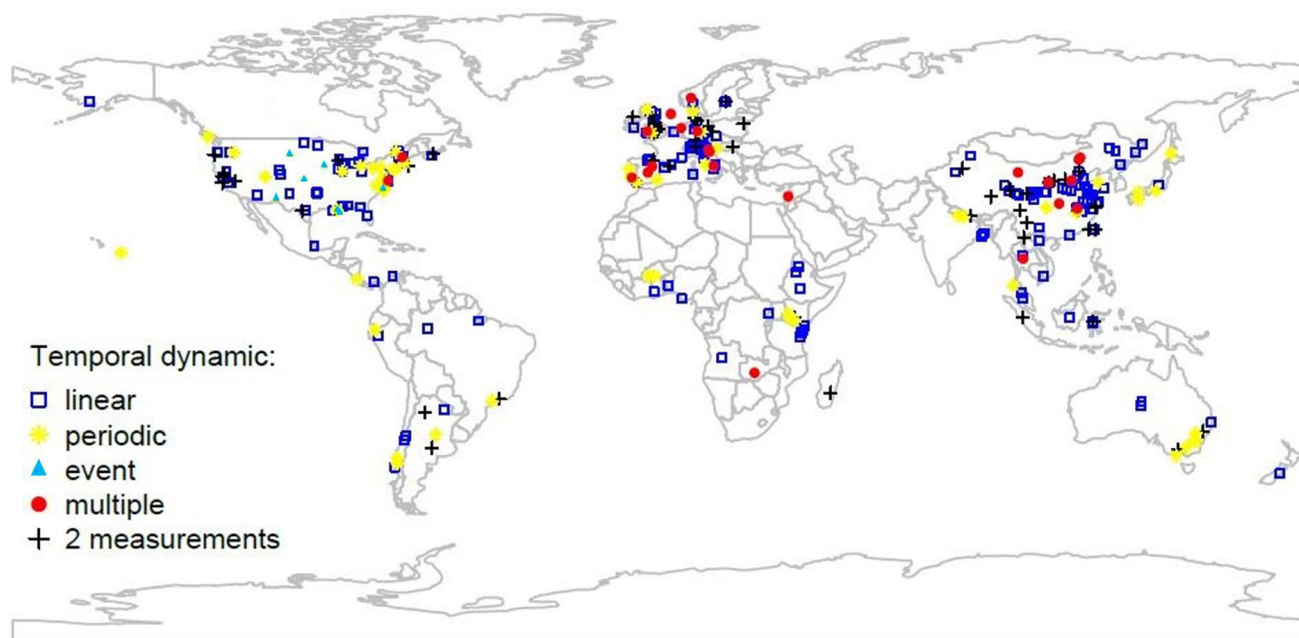 Temporal dynamic:
linear
periodic
event
multiple
2 measurements